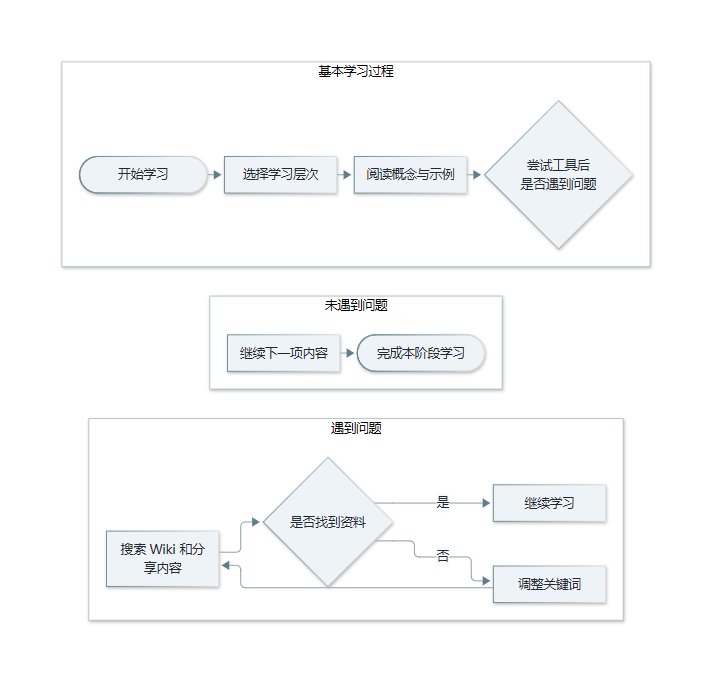 基本学习过程
开始学习
选择学习层次
阅读概念与示例
尝试工具后
是否遇到问题
未遇到问题
继续下一项内容
完成本阶段学习
遇到问题
搜索 Wiki 和分
享内容
是否找到资料
是
否
继续学习
调整关键词